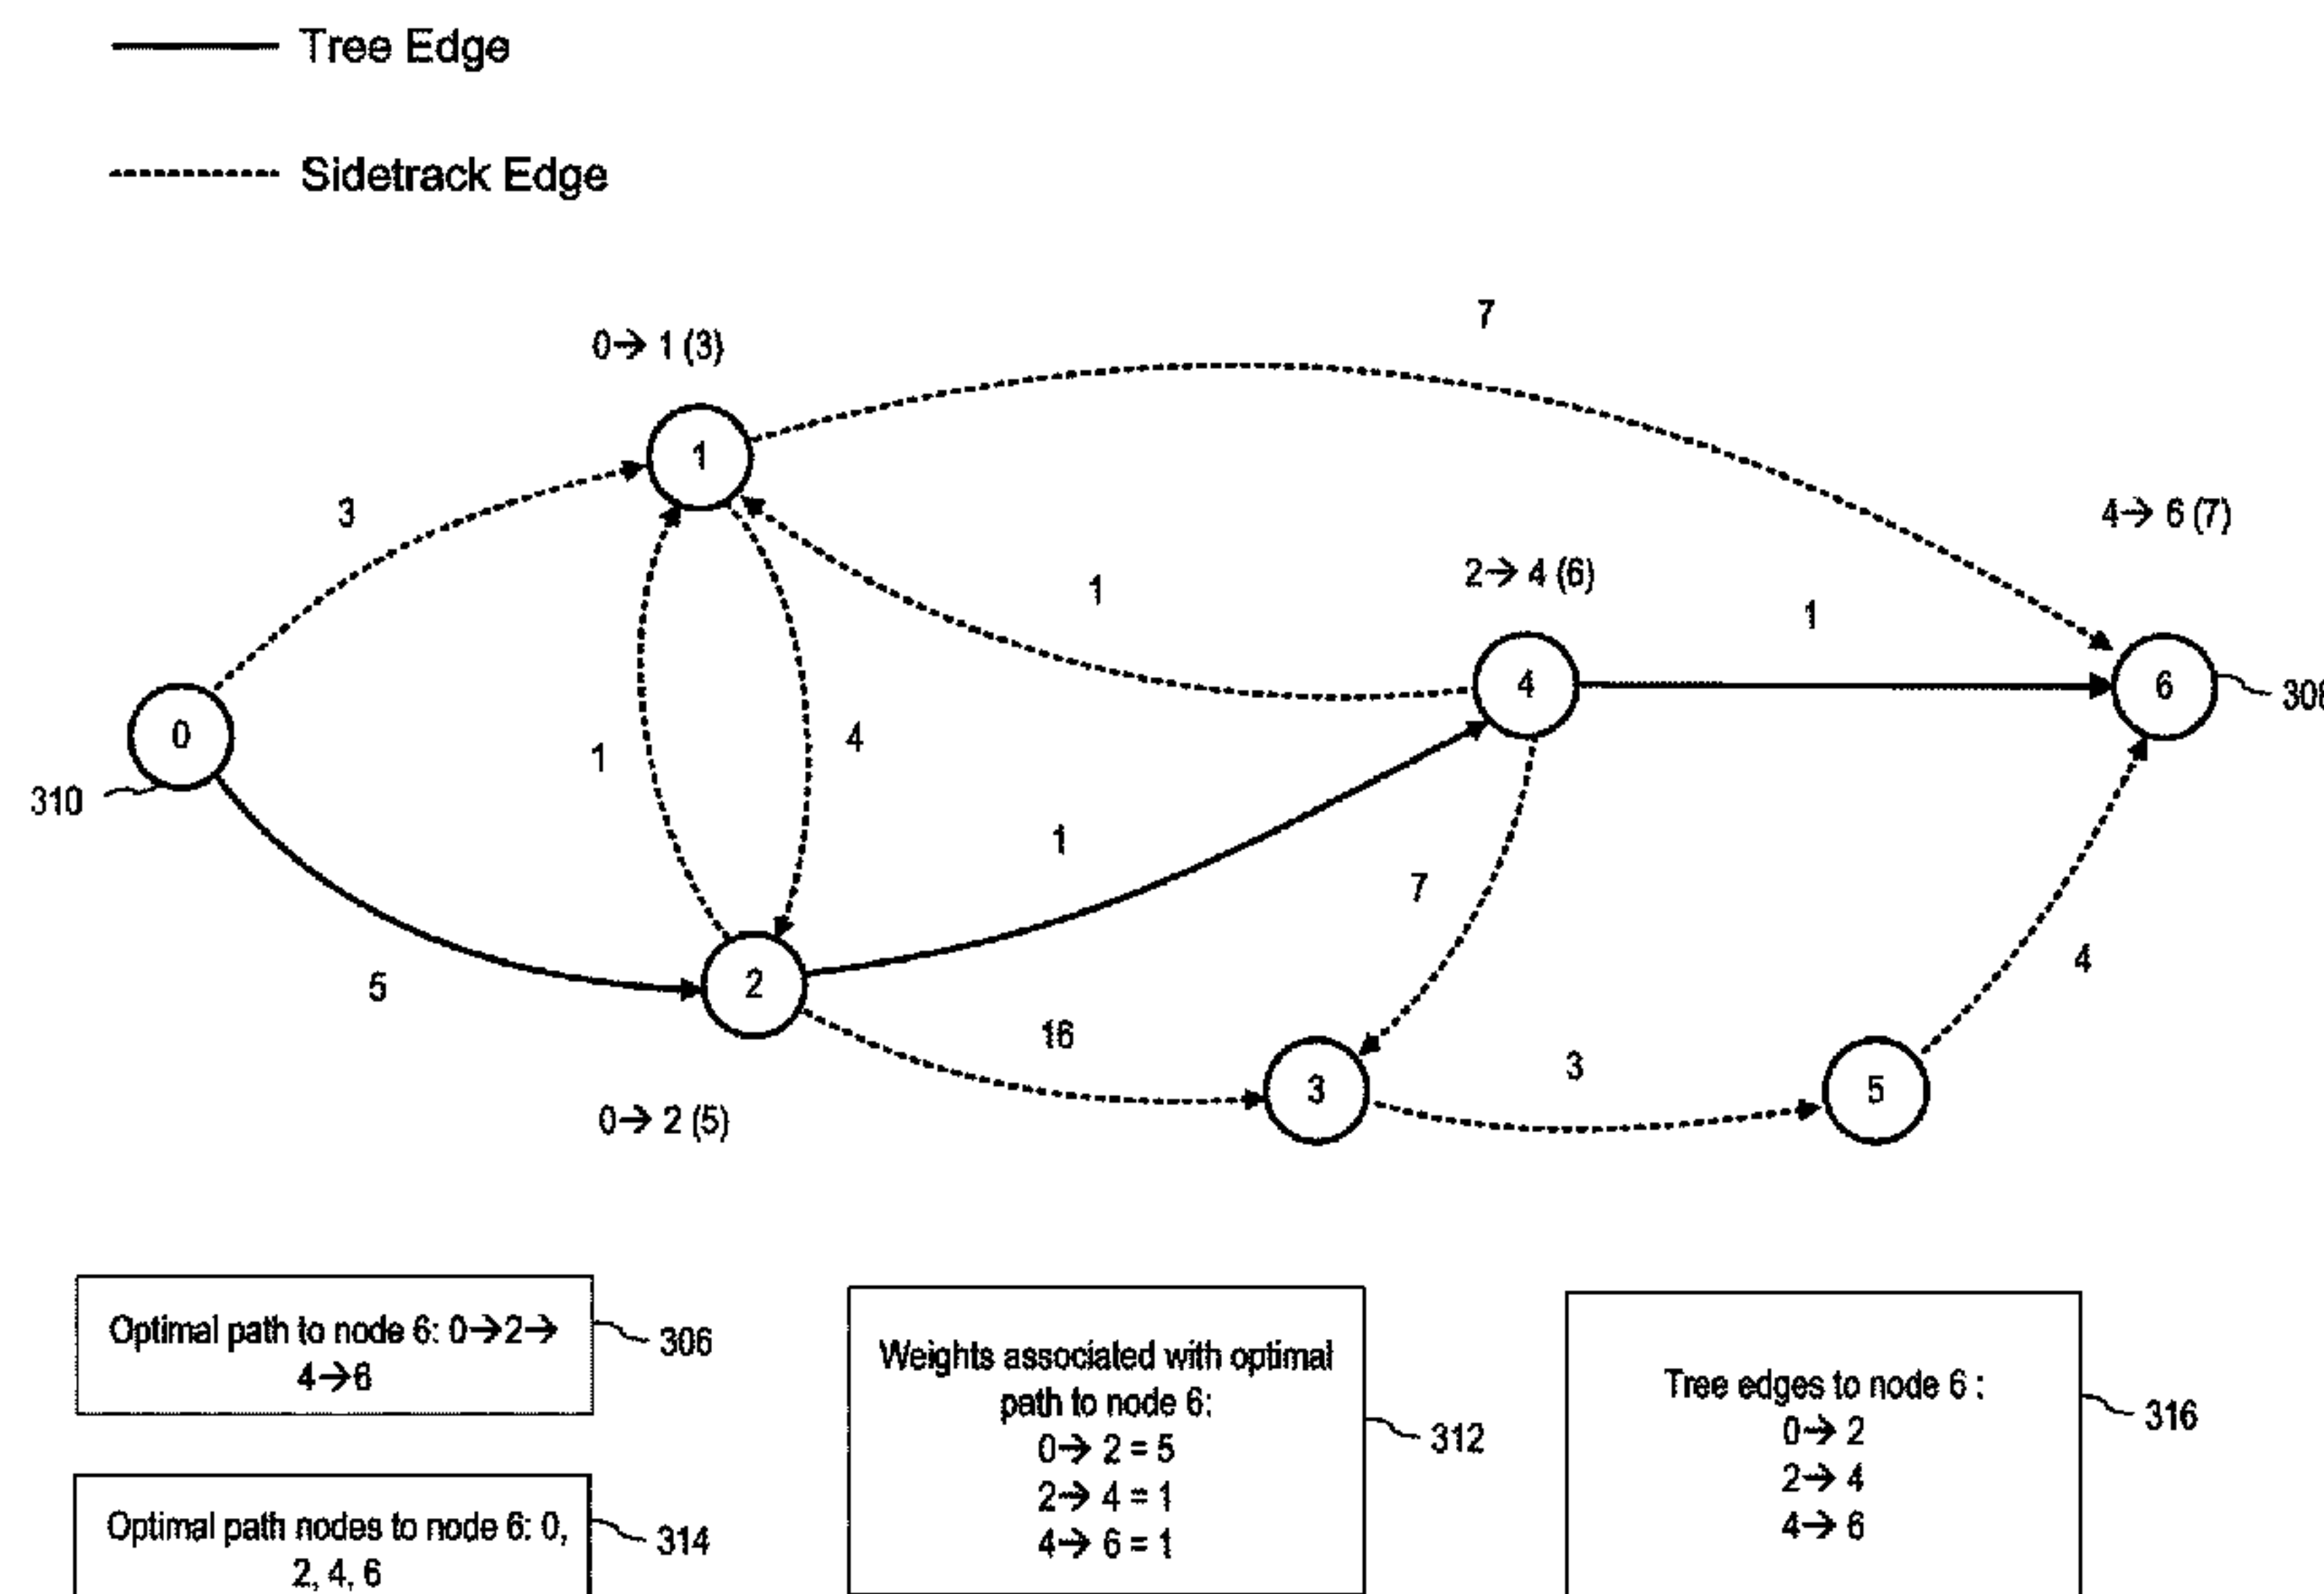 Tree Edge
Sidetrack Edge
7
0→ 1 (3)
1
3
4→ 6 (7)
2→ 4 (6)
1
1
4
6
0
1
4
310
1
7
2
5
16
4
3
3
5
0→ 2 (5)
Optimal path to node 6: 0→2→
4→6
306
Optimal path nodes to node 6: 0,
2, 4, 6
314
Weights associated with optimal
path to node 6:
0→ 2 = 5
2→ 4 = 1
4→ 6 = 1
312
Tree edges to node 6 :
0→ 2
2→ 4
4→ 6
316